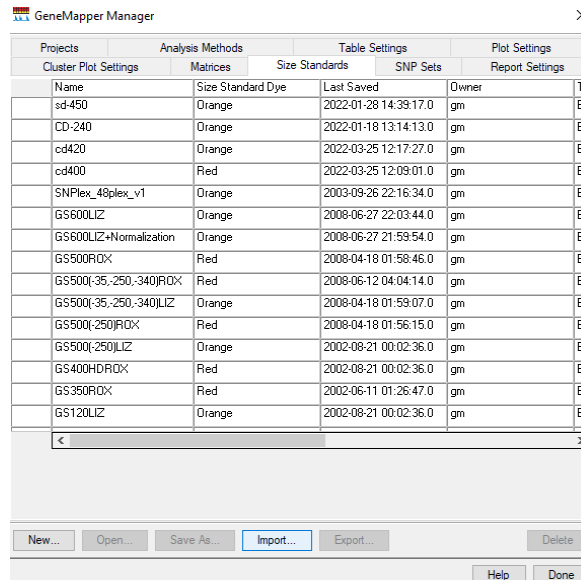 GeneMapper Manager
Projects Analysis Methods Table Settings Plot Settings
Cluster Plot Settings Matrices Size Standards SNP Sets Report Settings
Name Size Standard Dye Last Saved Owner
sd-450 Orange 2022-01-28 14:39:17.0 gm
CD-240 Orange 2022-01-18 13:14:13.0 gm
cd420 Orange 2022-03-25 12:17:27.0 gm
cd400 Red 2022-03-25 12:09:01.0 gm
SNPlex_48plex_v1 Orange 2003-09-26 22:16:34.0 gm
GS600LIZ Orange 2008-06-27 22:03:44.0 gm
GS600LIZ+Normalization Orange 2008-06-27 21:59:54.0 gm
GS500ROX Red 2008-04-18 01:58:46.0 gm
GS500(-35,-250,-340)ROX Red 2008-06-12 04:04:14.0 gm
GS500(-35,-250,-340)LIZ Orange 2008-04-18 01:59:07.0 gm
GS500(-250)ROX Red 2008-04-18 01:56:15.0 gm
GS500(-250)LIZ Orange 2002-08-21 00:02:36.0 gm
GS400HDROX Red 2002-08-21 00:02:36.0 gm
GS350ROX Red 2002-06-11 01:26:47.0 gm
GS120LIZ Orange 2002-08-21 00:02:36.0 gm
New... Open... Save As... Import... Export... Delete
Help Done